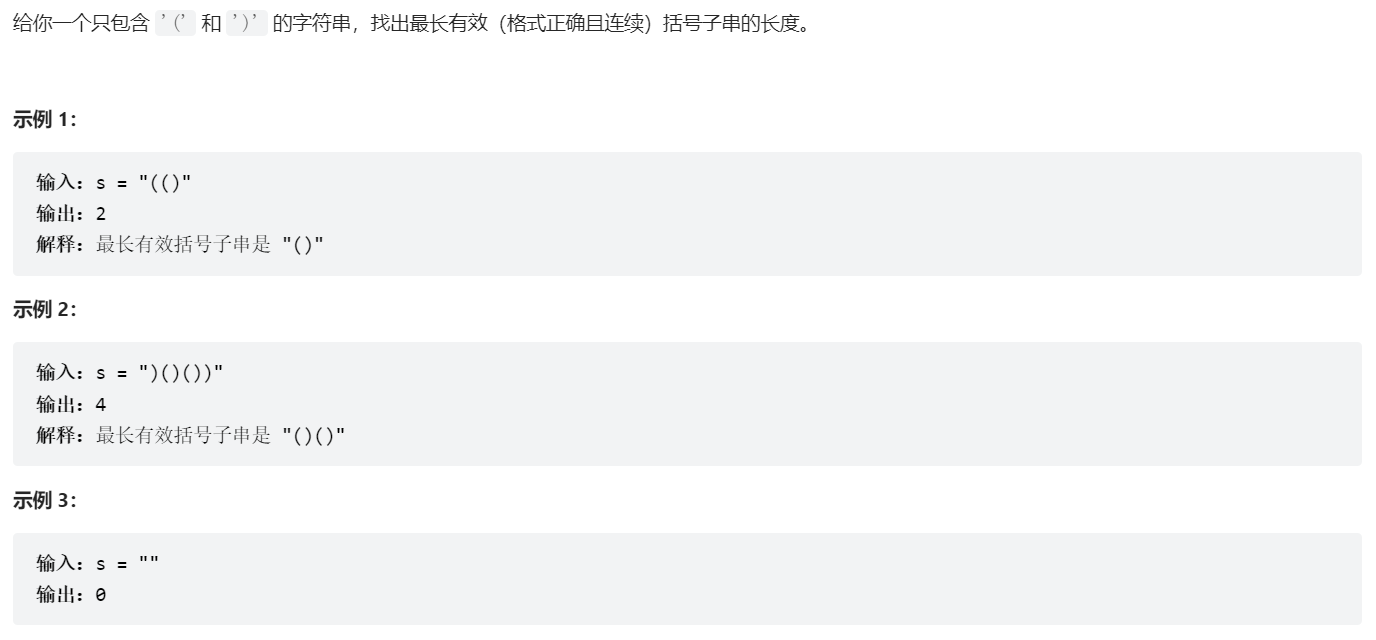 给你一个只包含 '(' 和 ')' 的字符串，找出最长有效（格式正确且连续）括号子串的长度。
示例 1：
输入：s = "(()"
输出：2
解释：最长有效括号子串是 "()"
示例 2：
输入：s = ")()())"
输出：4
解释：最长有效括号子串是 "()()"
示例 3：
输入：s = ""
输出：0